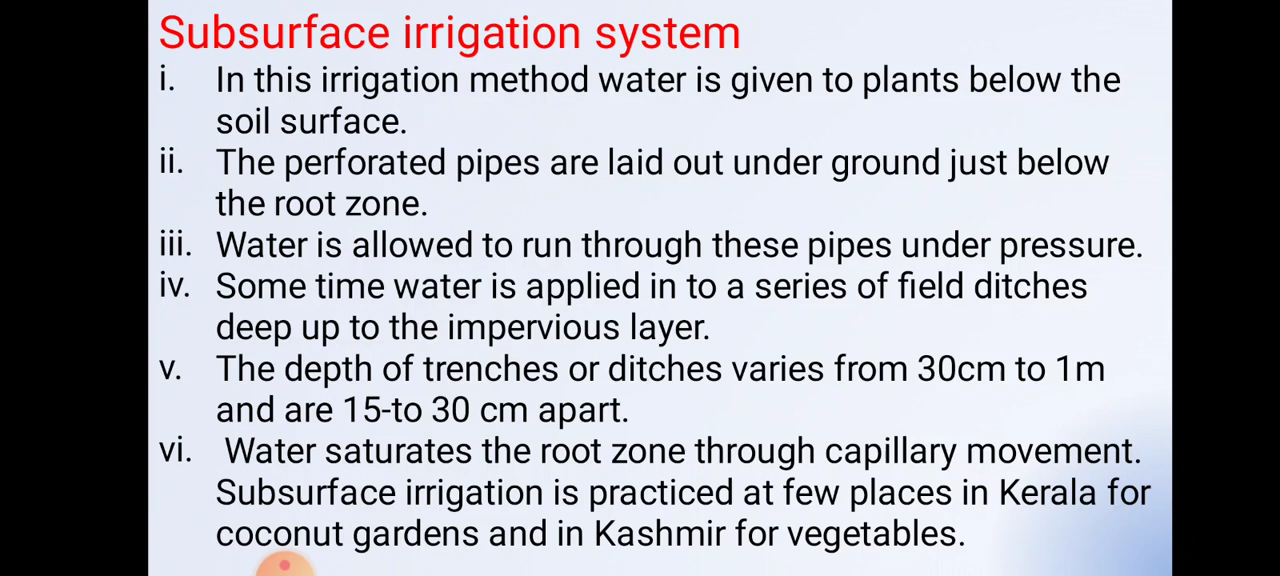 Subsurface irrigation system
i. In this irrigation method water is given to plants below the
soil surface.
ii. The perforated pipes are laid out under ground just below
the root zone.
iii. Water is allowed to run through these pipes under pressure.
iv. Some time water is applied in to a series of field ditches
deep up to the impervious layer.
v. The depth of trenches or ditches varies from 30cm to 1m
and are 15-to 30 cm apart.
vi. Water saturates the root zone through capillary movement.
Subsurface irrigation is practiced at few places in Kerala for
coconut gardens and in Kashmir for vegetables.